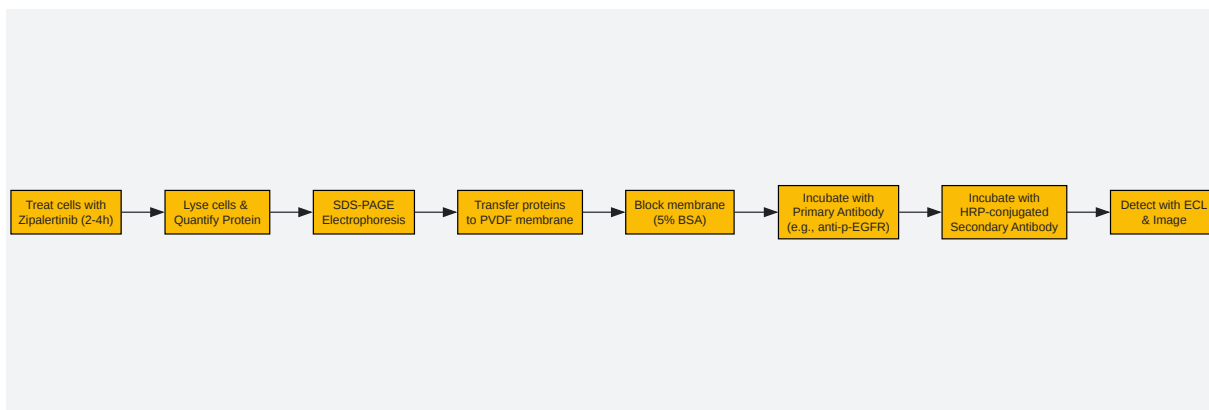 Treat cells with
Zipalertinib (2-4h)
Lyse cells &
Quantify Protein
SDS-PAGE
Electrophoresis
Transfer proteins
to PVDF membrane
Block membrane
(5% BSA)
Incubate with
Primary Antibody
(e.g., anti-p-EGFR)
Incubate with
HRP-conjugated
Secondary Antibody
Detect with ECL
& Image